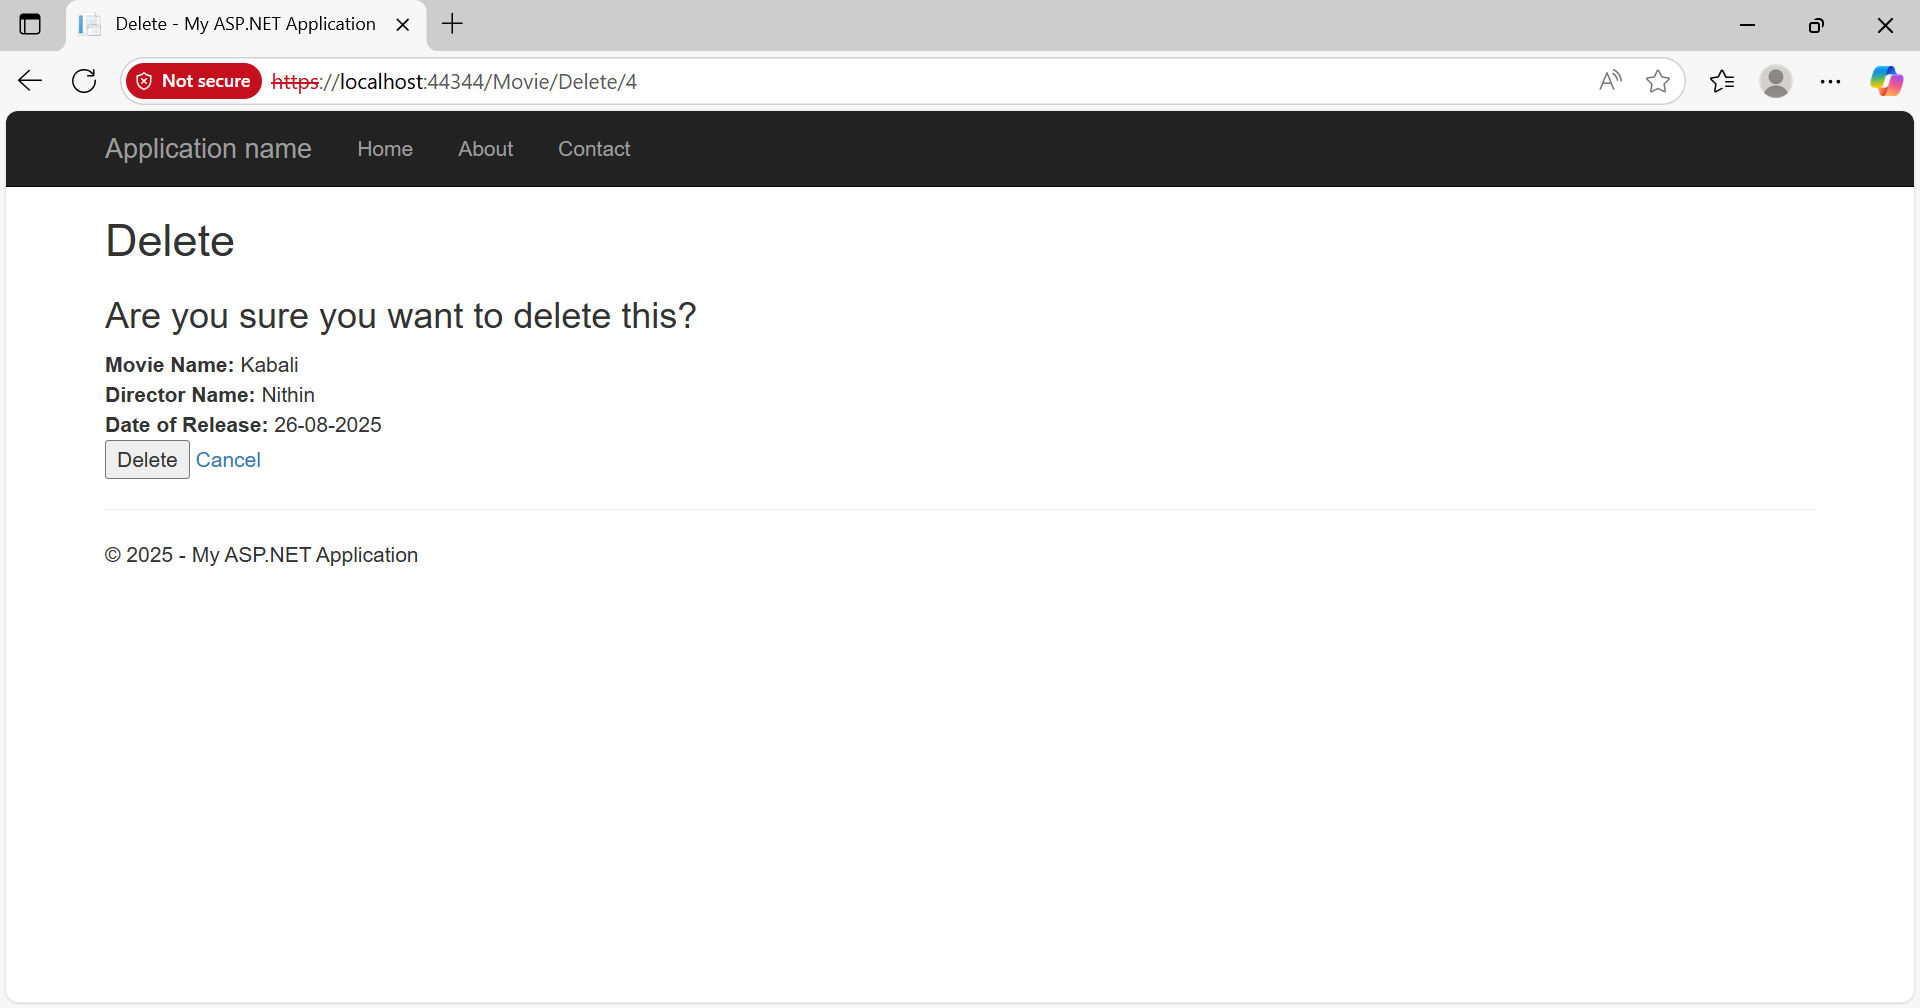 Delete - My ASP.NET Application
Not secure https://localhost:44344/Movie/Delete/4
Application name Home About Contact
Delete
Are you sure you want to delete this?
Movie Name: Kabali
Director Name: Nithin
Date of Release: 26-08-2025
Delete Cancel
© 2025 - My ASP.NET Application